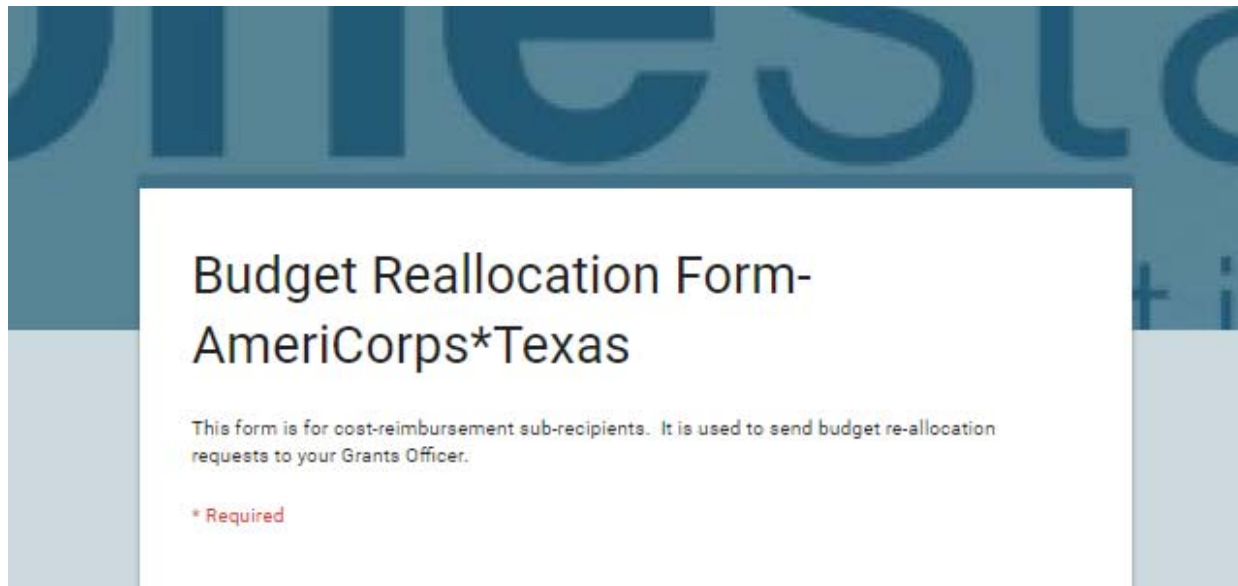 Budget Reallocation Form-
AmeriCorps*Texas
This form is for cost-reimbursement sub-recipients. It is used to send budget re-allocation
requests to your Grants Officer.
* Required